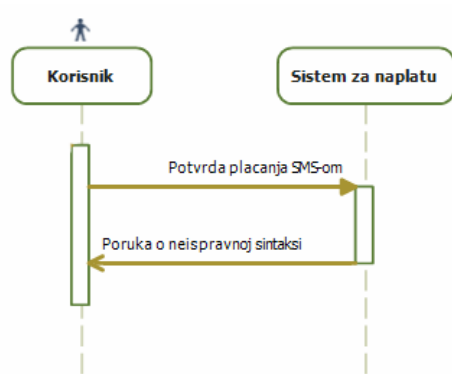 Korisnik
Sistem za naplatu
Potvrda placanja SMS-om
Poruka o neispravnoj sintaksi